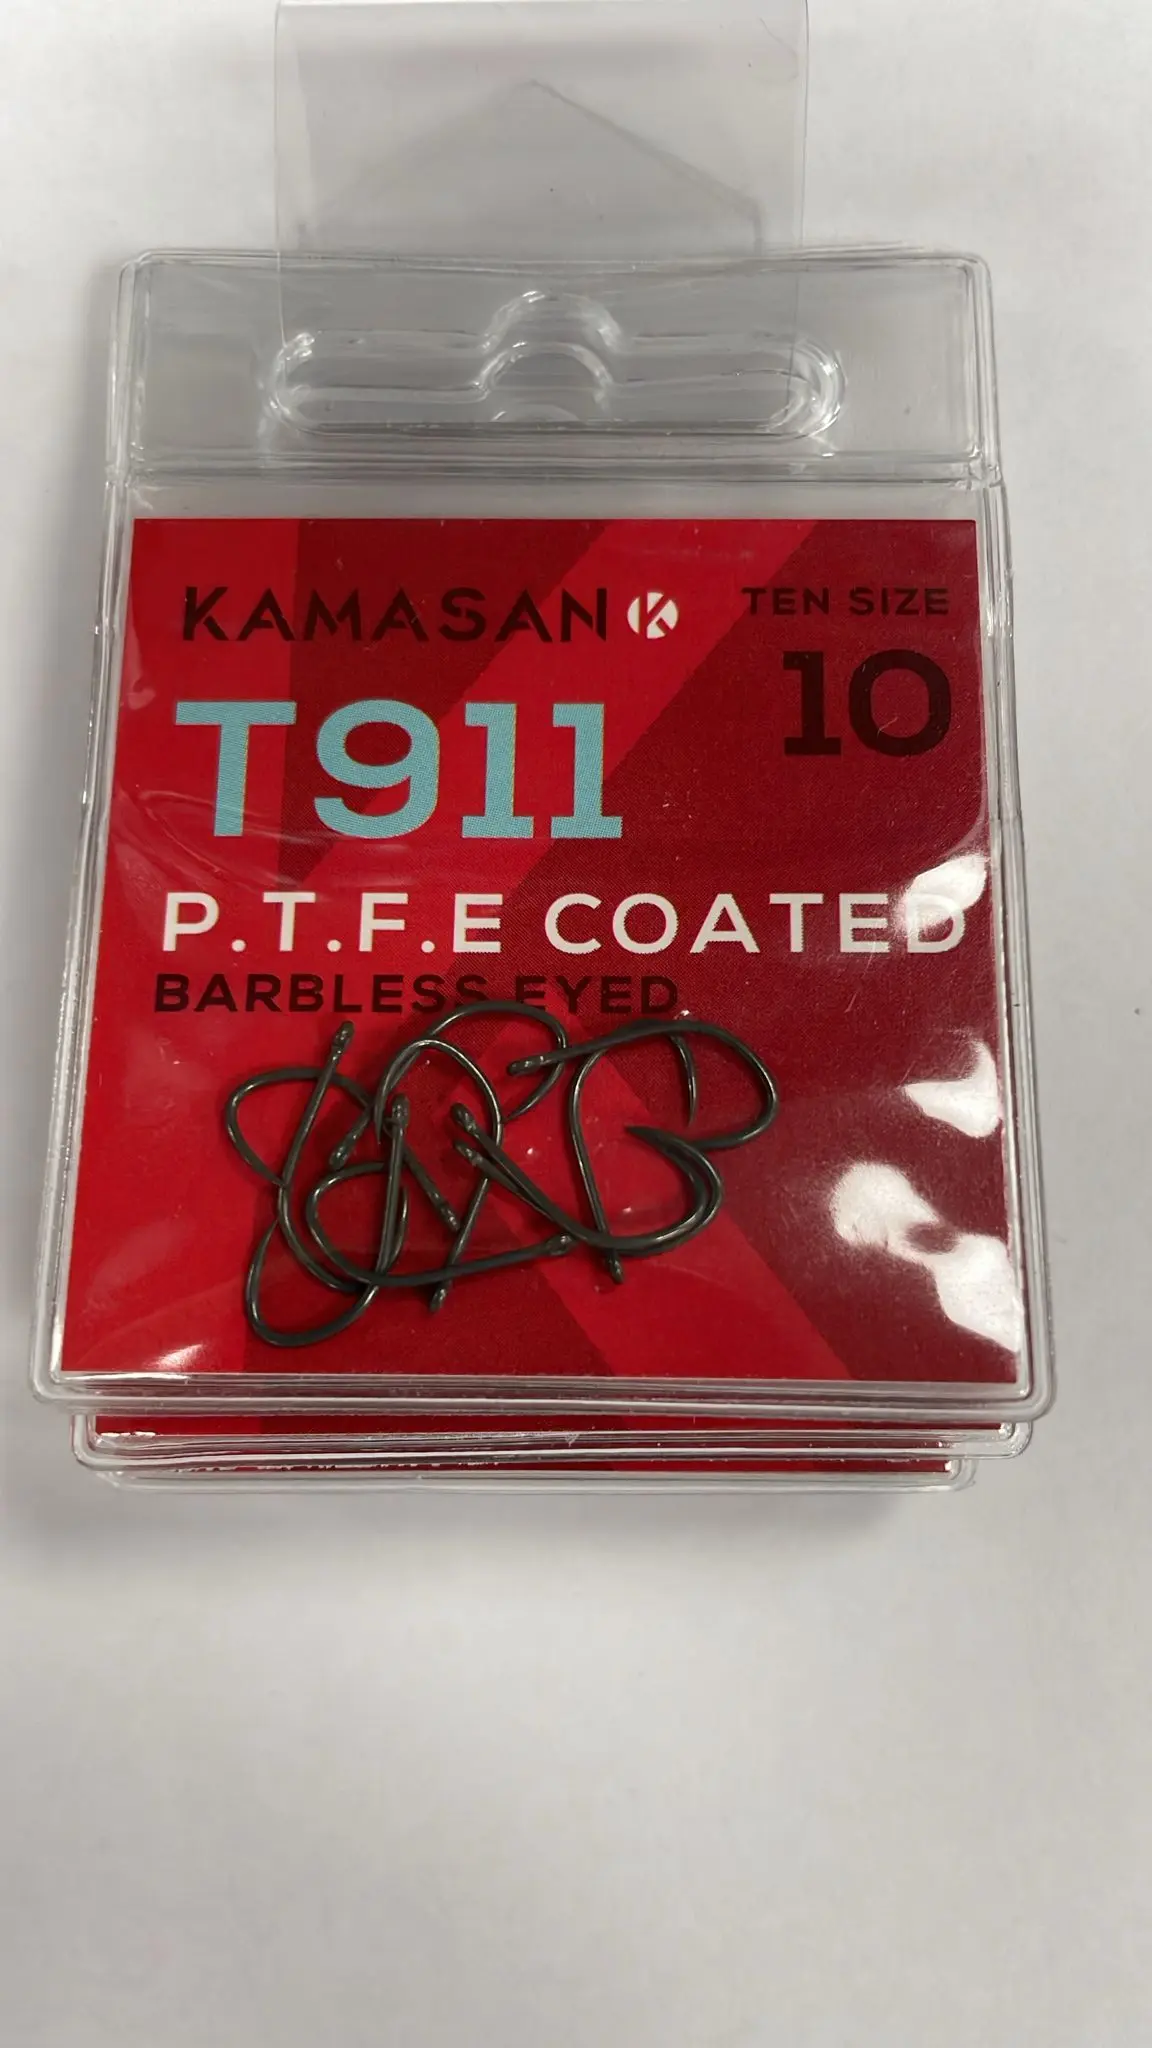 KAMASAN K
TEN SIZE
10
T911
P.T.F.E COATED
BARBLESS EYED